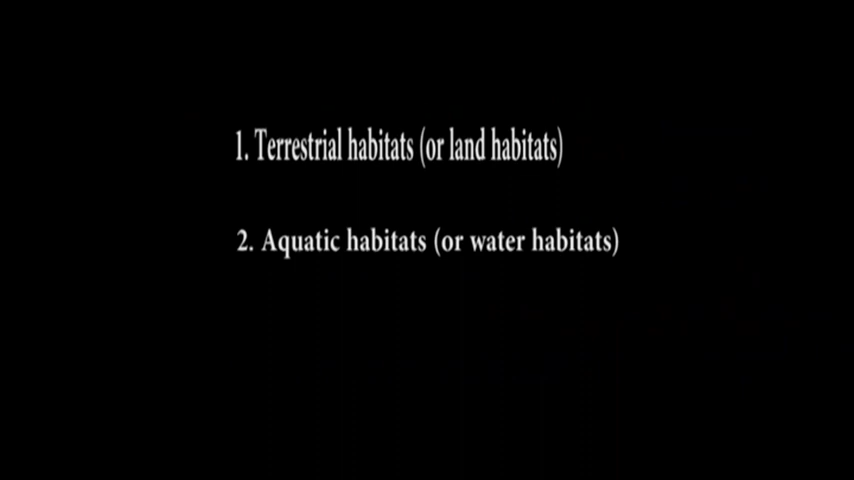 1. Terrestrial habitats (or land habitats)
2. Aquatic habitats (or water habitats)